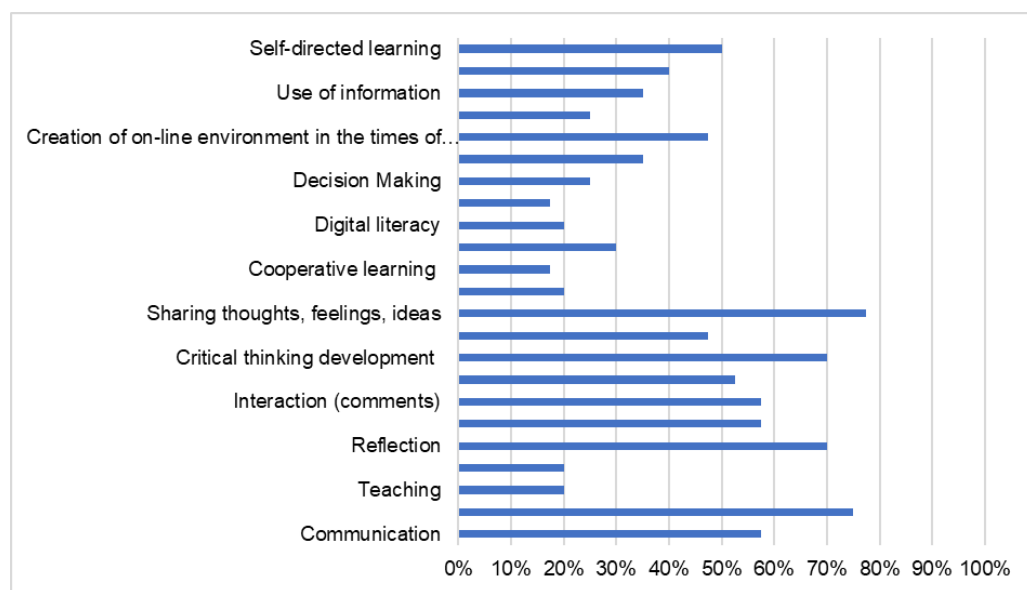 Self-directed learning
Use of information
Creation of on-line environment in the times of…
Decision Making
Digital literacy
Cooperative learning
Sharing thoughts, feelings, ideas
Critical thinking development
Interaction (comments)
Reflection
Teaching
Communication
0% 10% 20% 30% 40% 50% 60% 70% 80% 90% 100%